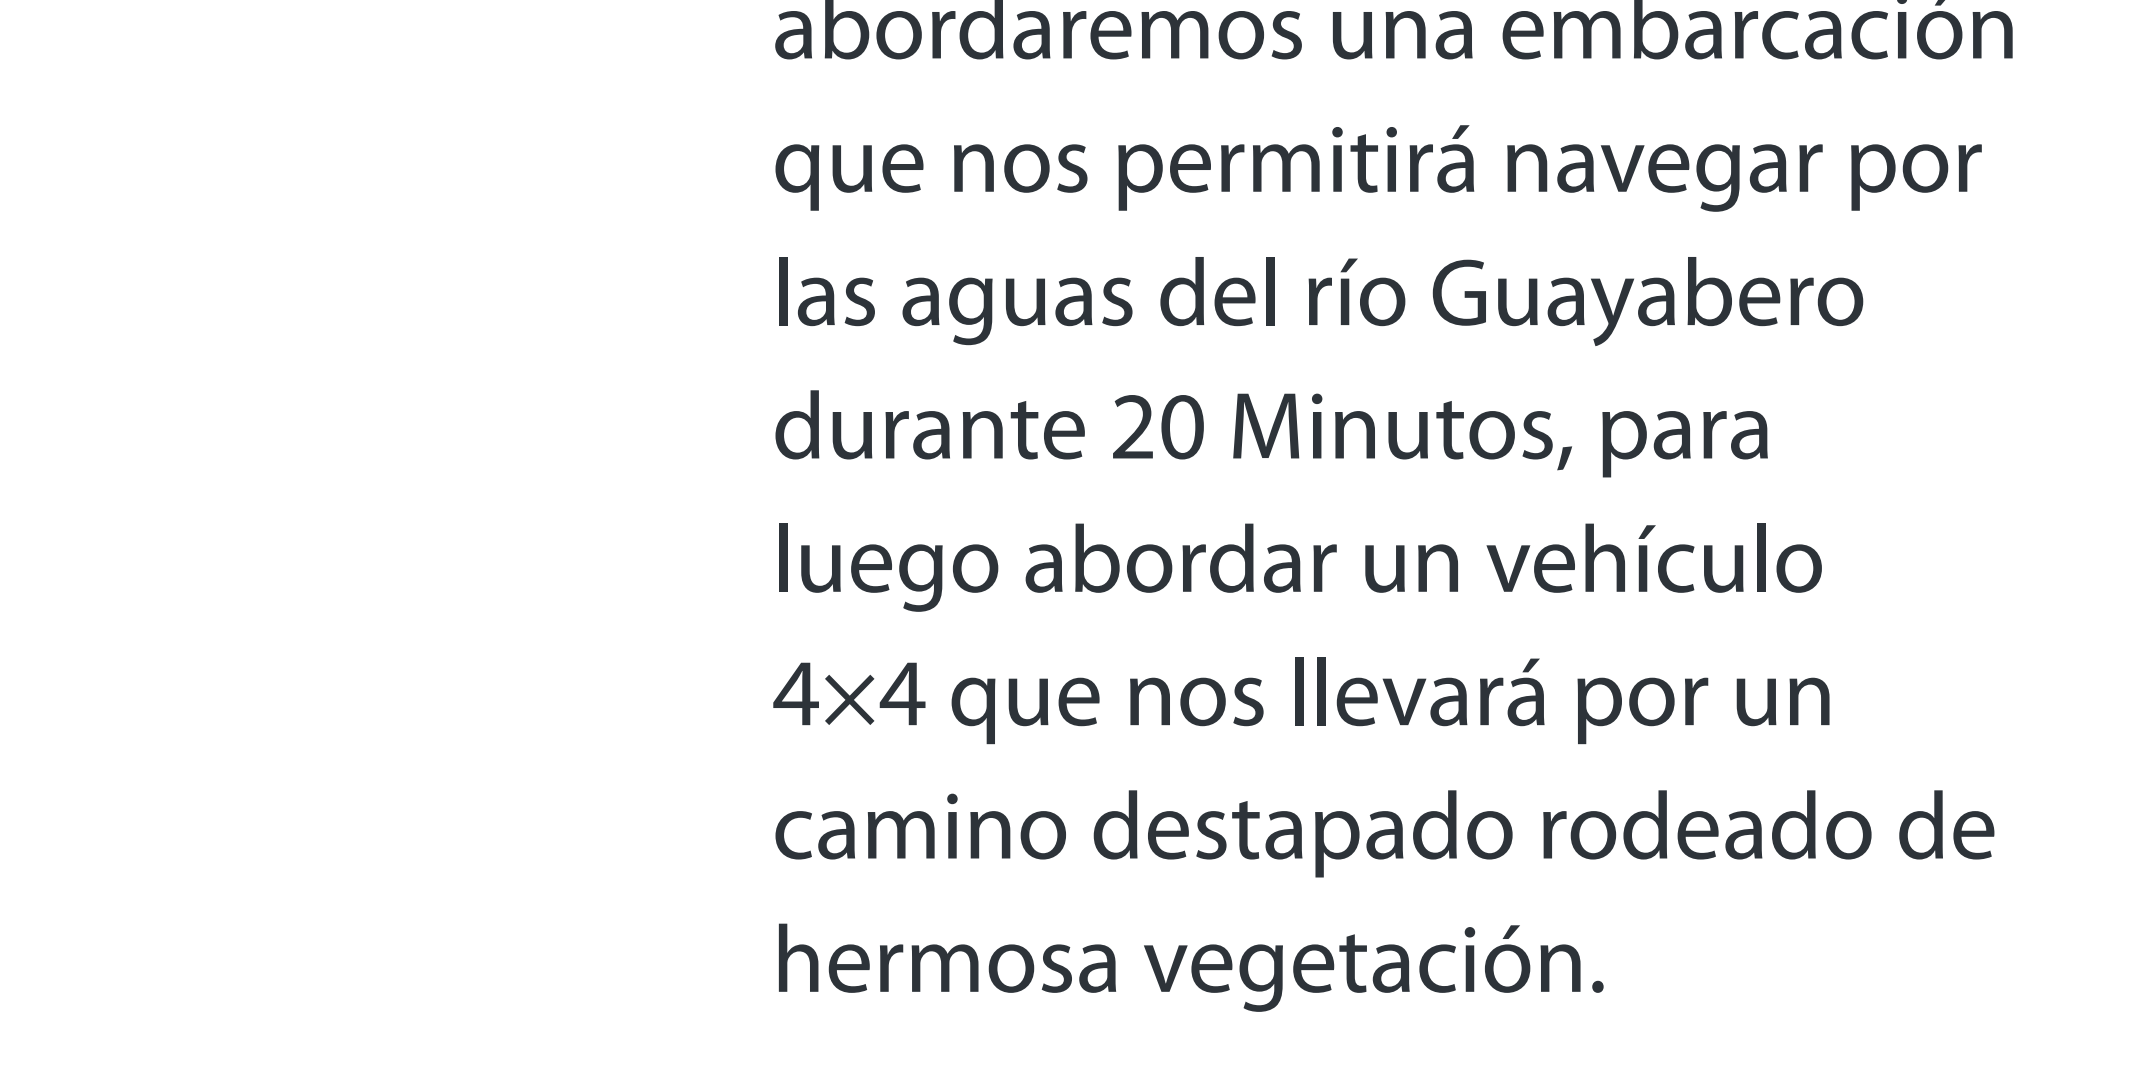 abordaremos una embarcación
que nos permitirá navegar por
las aguas del río Guayabero
durante 20 Minutos, para
luego abordar un vehículo
4×4 que nos llevará por un
camino destapado rodeado de
hermosa vegetación.